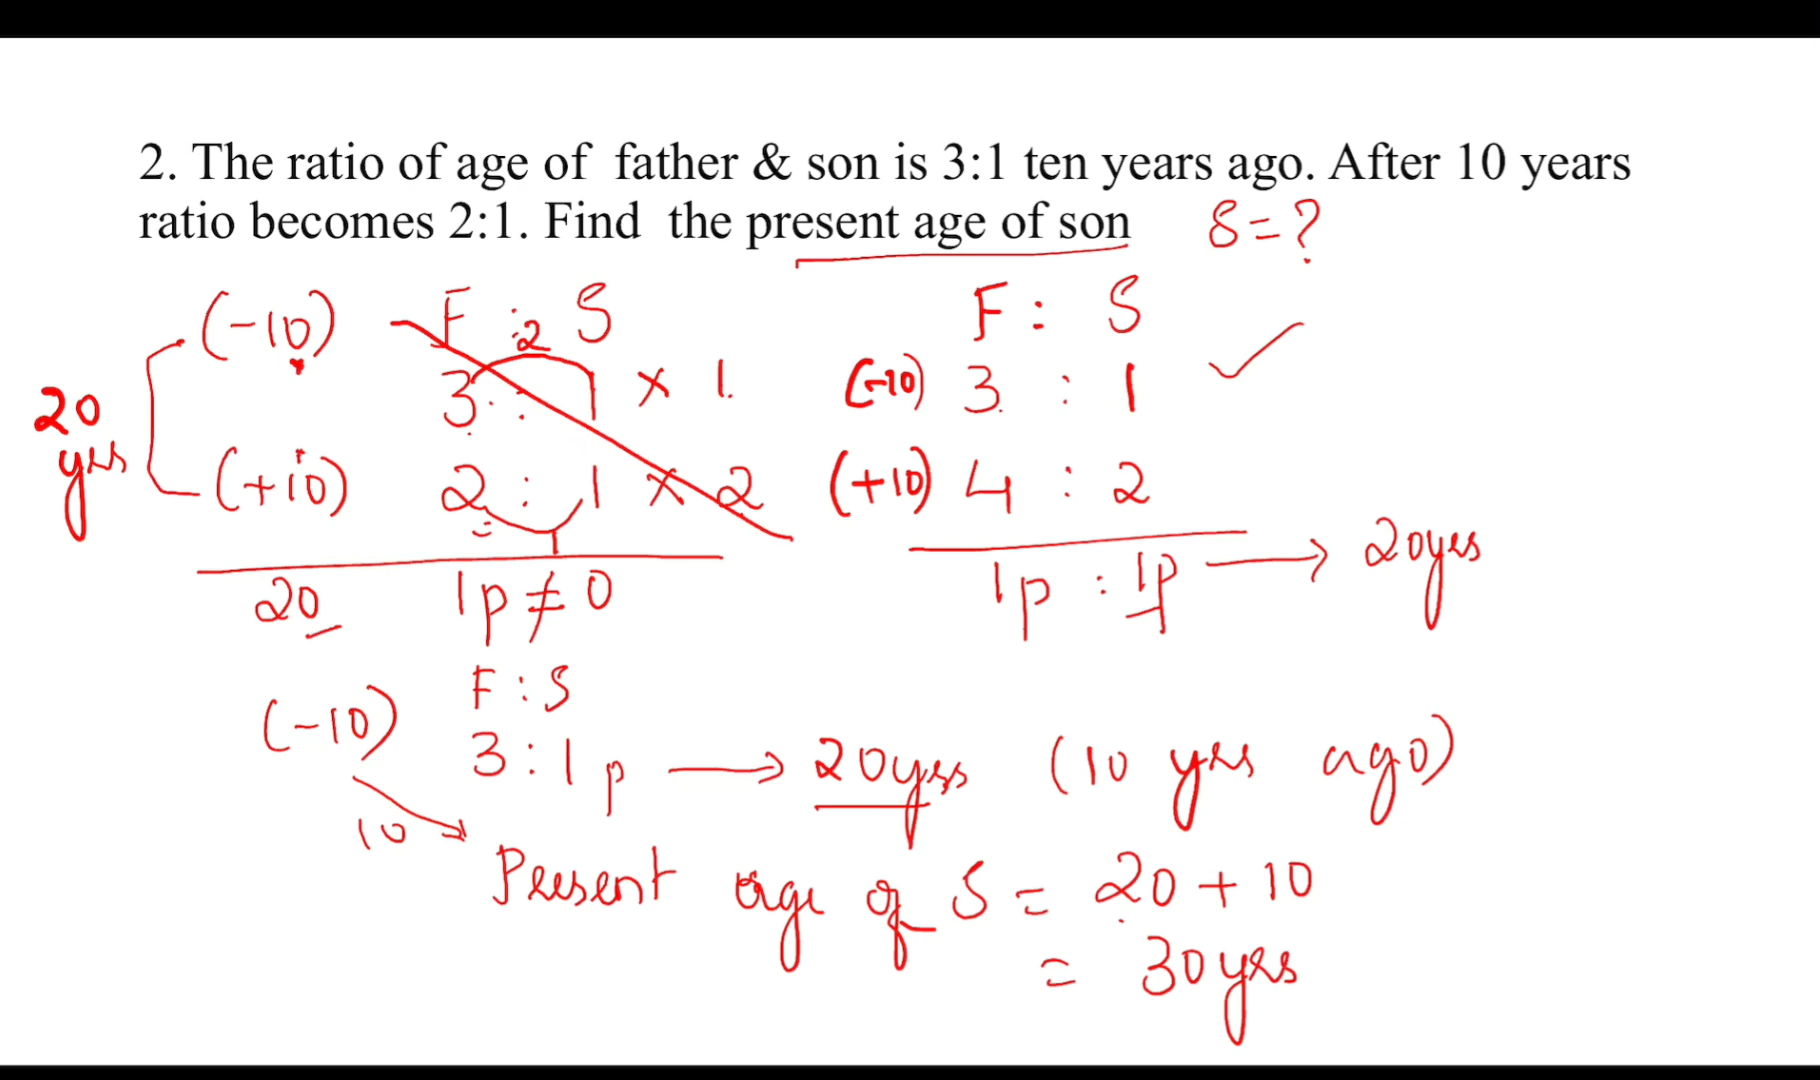 2. The ratio of age of father & son is 3:1 ten years ago. After 10 years
ratio becomes 2:1. Find the present age of son
S = ?
20
yrs
(-10) F : S
2
3 : 1 × 1
(+10) 2 : 1 × 2
1
20 1p ≠ 0
F : S
(-10) 3 : 1
(+10) 4 : 2
1p : 1p → 20yrs
F : S
(-10) 3 : 1p → 20yrs (10 yrs ago)
10
Present age of S = 20 + 10
= 30yrs